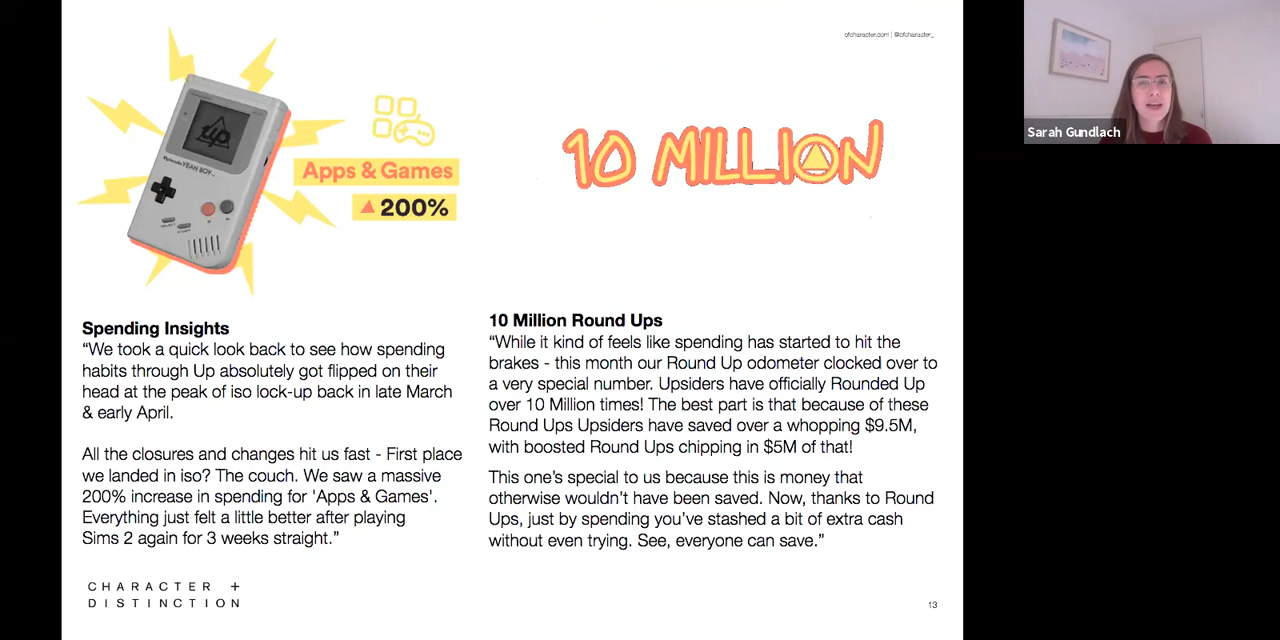 ofcharacter.com | @ofcharacter_
up
Nintendo YEAH BOY
Apps & Games
▲ 200%
10 MILLION
Spending Insights
“We took a quick look back to see how spending
habits through Up absolutely got flipped on their
head at the peak of iso lock-up back in late March
& early April.
All the closures and changes hit us fast - First place
we landed in iso? The couch. We saw a massive
200% increase in spending for 'Apps & Games'.
Everything just felt a little better after playing
Sims 2 again for 3 weeks straight.”
10 Million Round Ups
“While it kind of feels like spending has started to hit the
brakes - this month our Round Up odometer clocked over to
a very special number. Upsiders have officially Rounded Up
over 10 Million times! The best part is that because of these
Round Ups Upsiders have saved over a whopping $9.5M,
with boosted Round Ups chipping in $5M of that!
This one’s special to us because this is money that
otherwise wouldn’t have been saved. Now, thanks to Round
Ups, just by spending you’ve stashed a bit of extra cash
without even trying. See, everyone can save.”
CHARACTER +
DISTINCTION
13
Sarah Gundlach